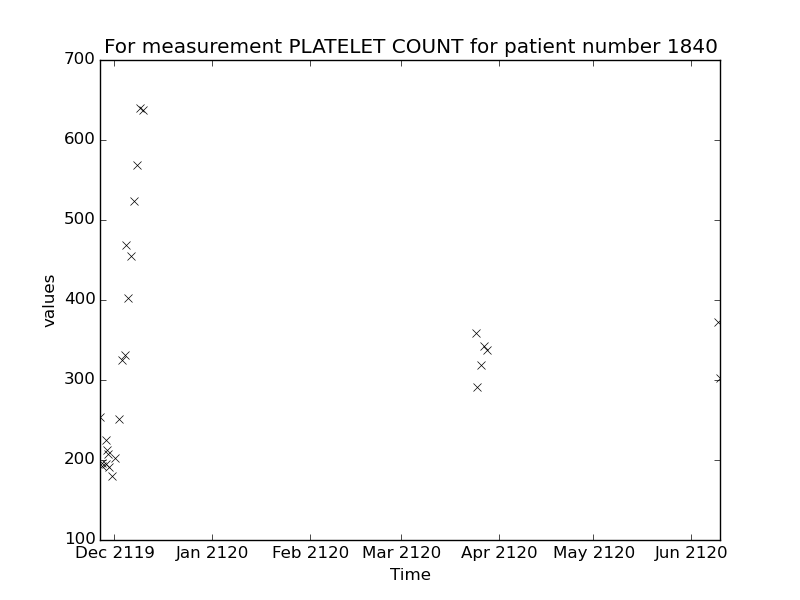 For measurement PLATELET COUNT for patient number 1840
700
600
500
400
300
200
100
values
Dec 2119 Jan 2120 Feb 2120 Mar 2120 Apr 2120 May 2120 Jun 2120
Time